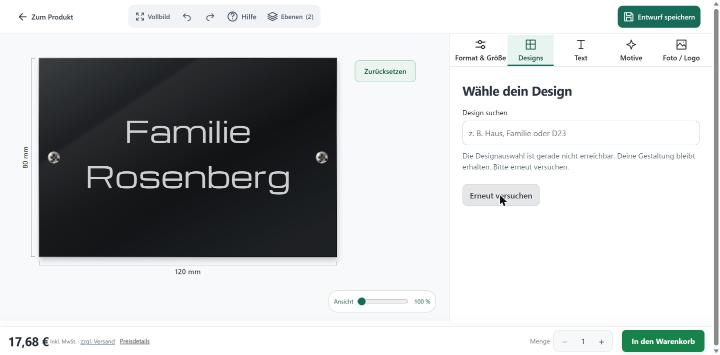 Zum Produkt
Vollbild
Hilfe
Ebenen (2)
Entwurf speichern
Format & Größe
Designs
Text
Motive
Foto / Logo
Zurücksetzen
Familie
Rosenberg
80 mm
120 mm
Ansicht
100 %
Wähle dein Design
Design suchen
z. B. Haus, Familie oder D23
Die Designauswahl ist gerade nicht erreichbar. Deine Gestaltung bleibt
erhalten. Bitte erneut versuchen.
Erneut versuchen
17,68 € inkl. MwSt. zzgl. Versand Preisdetails
Menge
− 1 +
In den Warenkorb